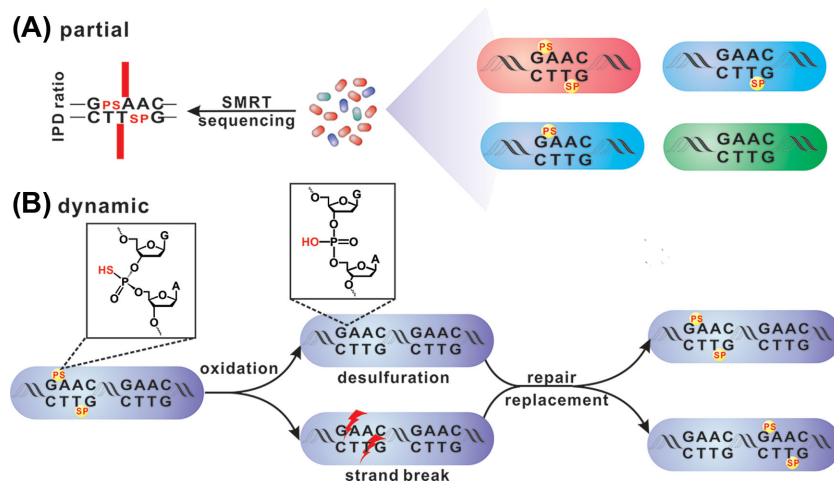 (A) partial
IPD ratio
GPSAAC
CTTSPG
SMRT
sequencing
PS
GAAC
CTTG
SP
GAAC
CTTG
SP
PS
GAAC
CTTG
GAAC
CTTG
(B) dynamic
O
O
G
HS
P
O
O
O
A
O
O
O
G
O
HO
P
O
O
O
A
O
PS
GAAC GAAC
CTTG CTTG
SP
oxidation
GAAC GAAC
CTTG CTTG
desulfuration
GAAC GAAC
CTTG CTTG
strand break
repair
replacement
PS
GAAC GAAC
CTTG CTTG
SP
PS
GAAC GAAC
CTTG CTTG
SP